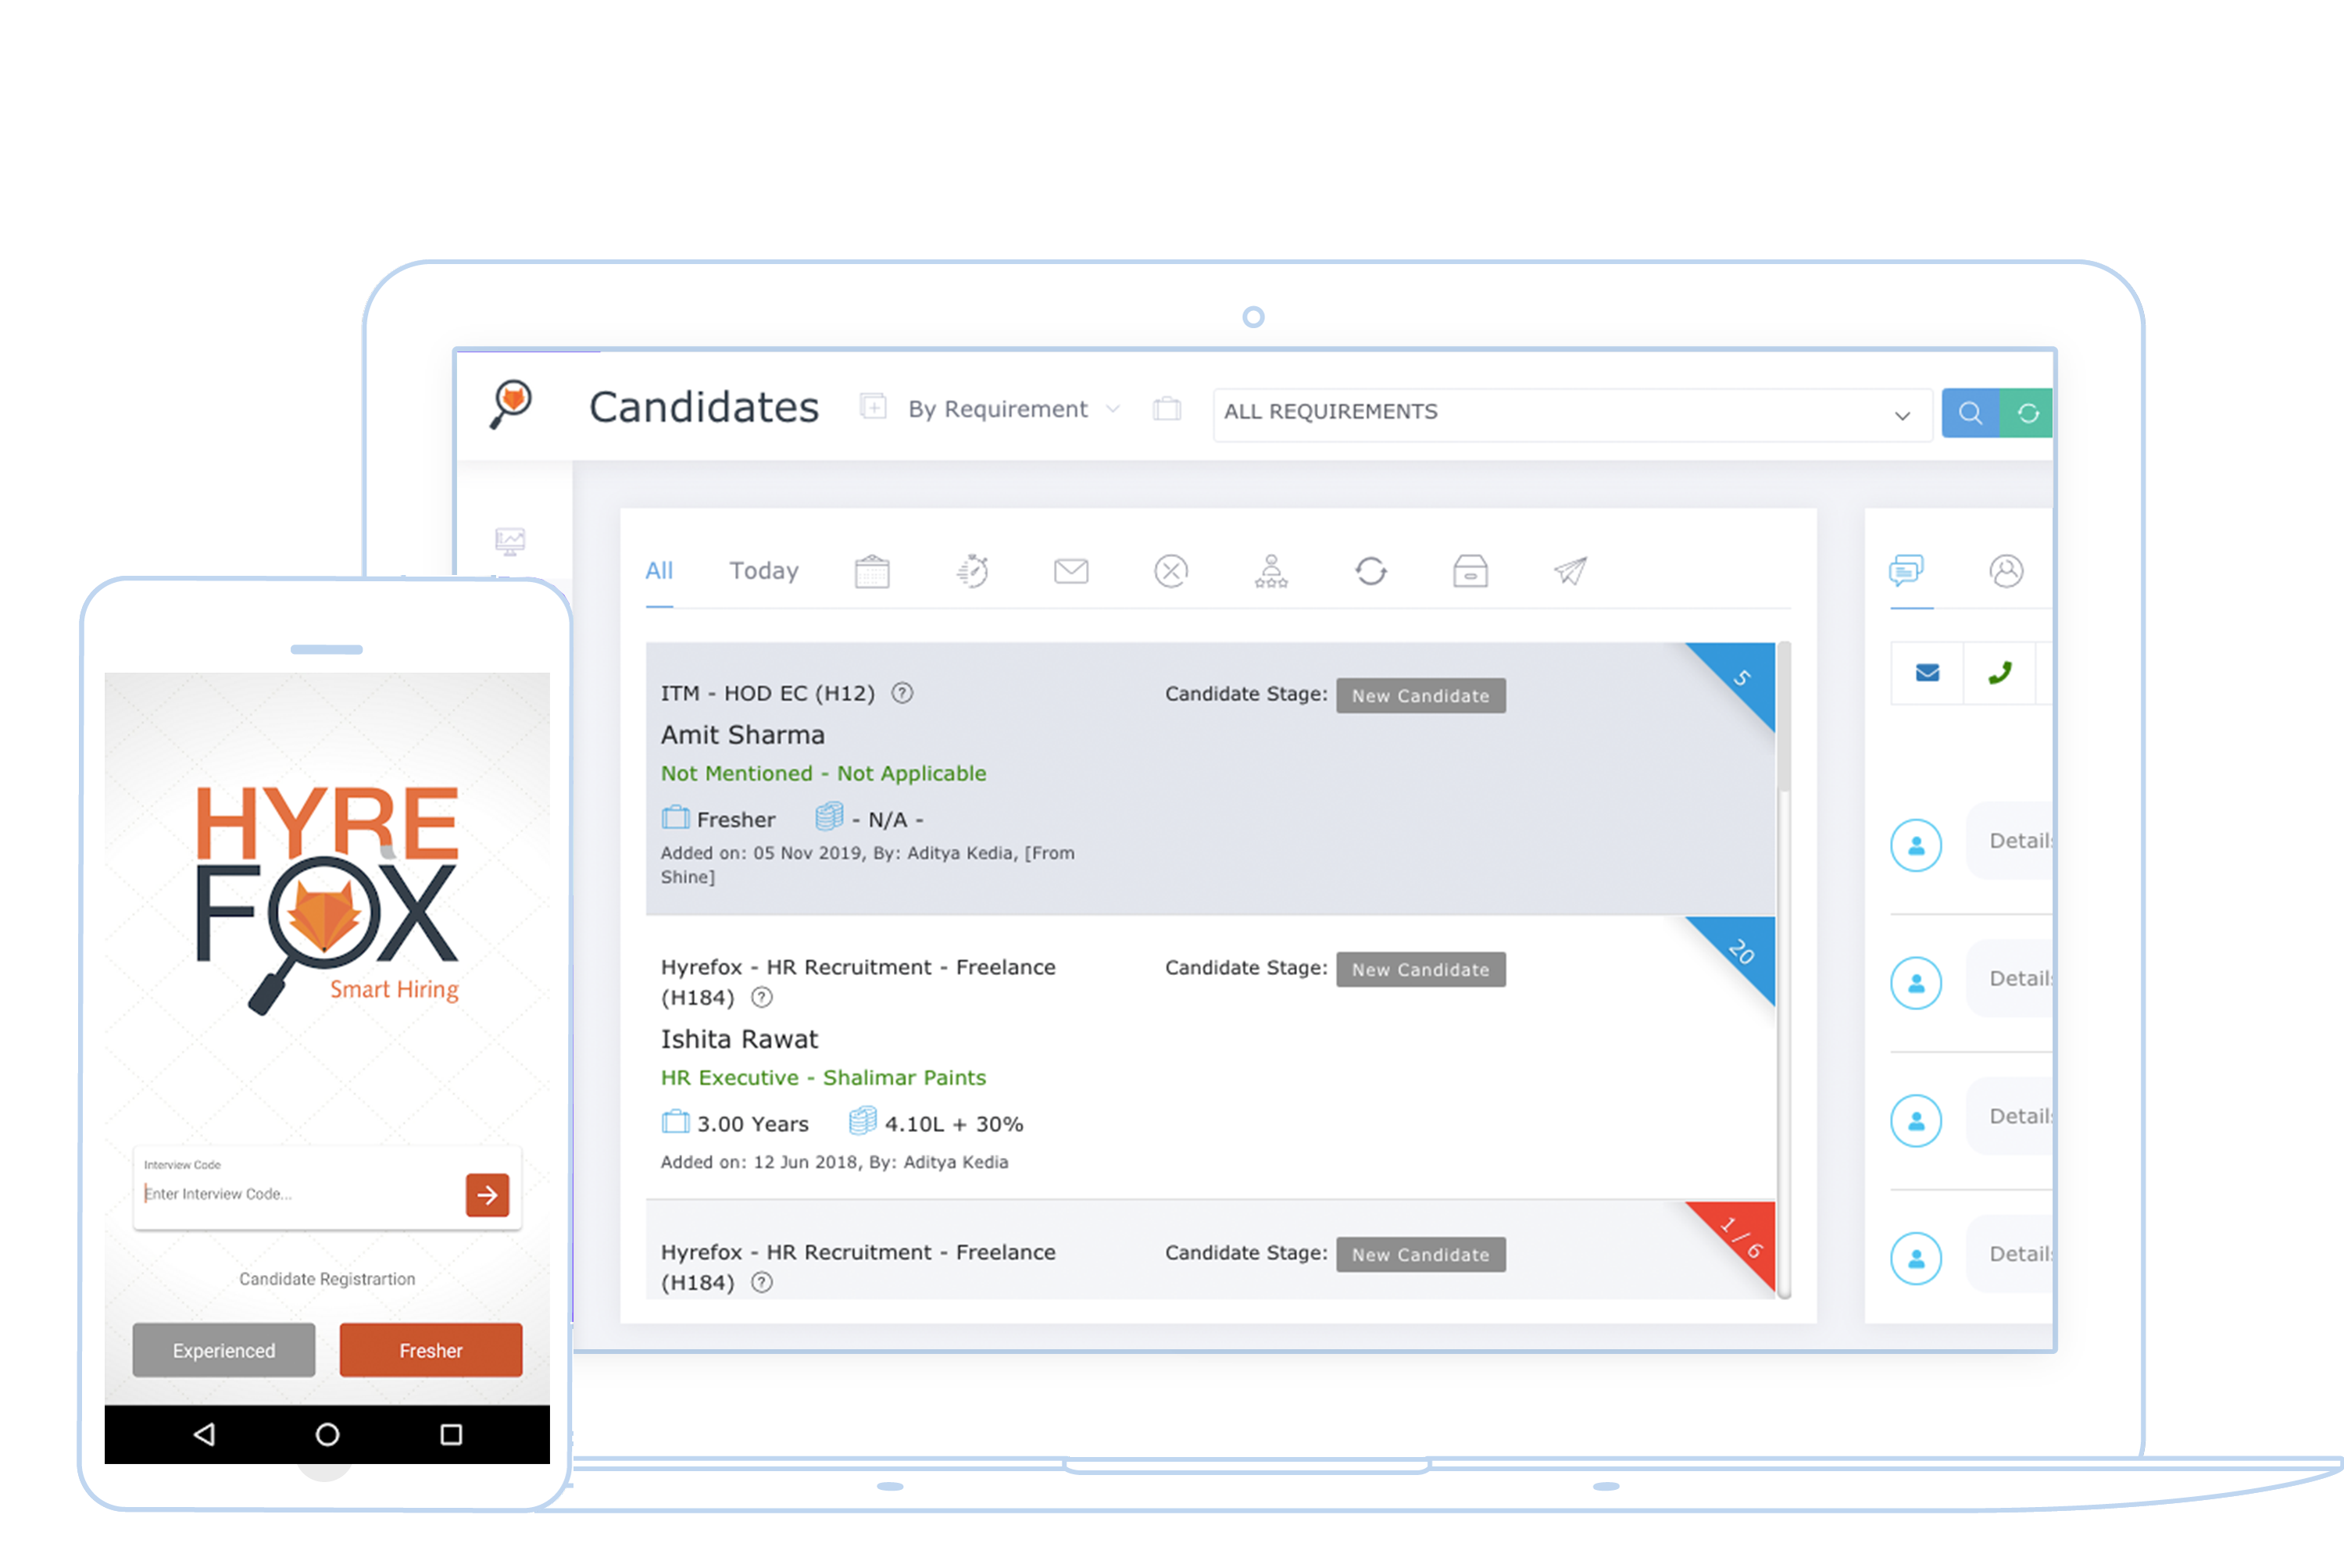 Candidates
By Requirement
ALL REQUIREMENTS
All
Today
ITM - HOD EC (H12) ?
Candidate Stage: New Candidate
5
Amit Sharma
Not Mentioned - Not Applicable
Fresher
- N/A -
Added on: 05 Nov 2019, By: Aditya Kedia, [From
Shine]
Hyrefox - HR Recruitment - Freelance
(H184) ?
Candidate Stage: New Candidate
20
Ishita Rawat
HR Executive - Shalimar Paints
3.00 Years
4.10L + 30%
Added on: 12 Jun 2018, By: Aditya Kedia
Hyrefox - HR Recruitment - Freelance
(H184) ?
Candidate Stage: New Candidate
1 / 6
Details
Details
Details
Details
HYRE
FOX
Smart Hiring
Interview Code
Enter Interview Code...
Candidate Registrartion
Experienced
Fresher